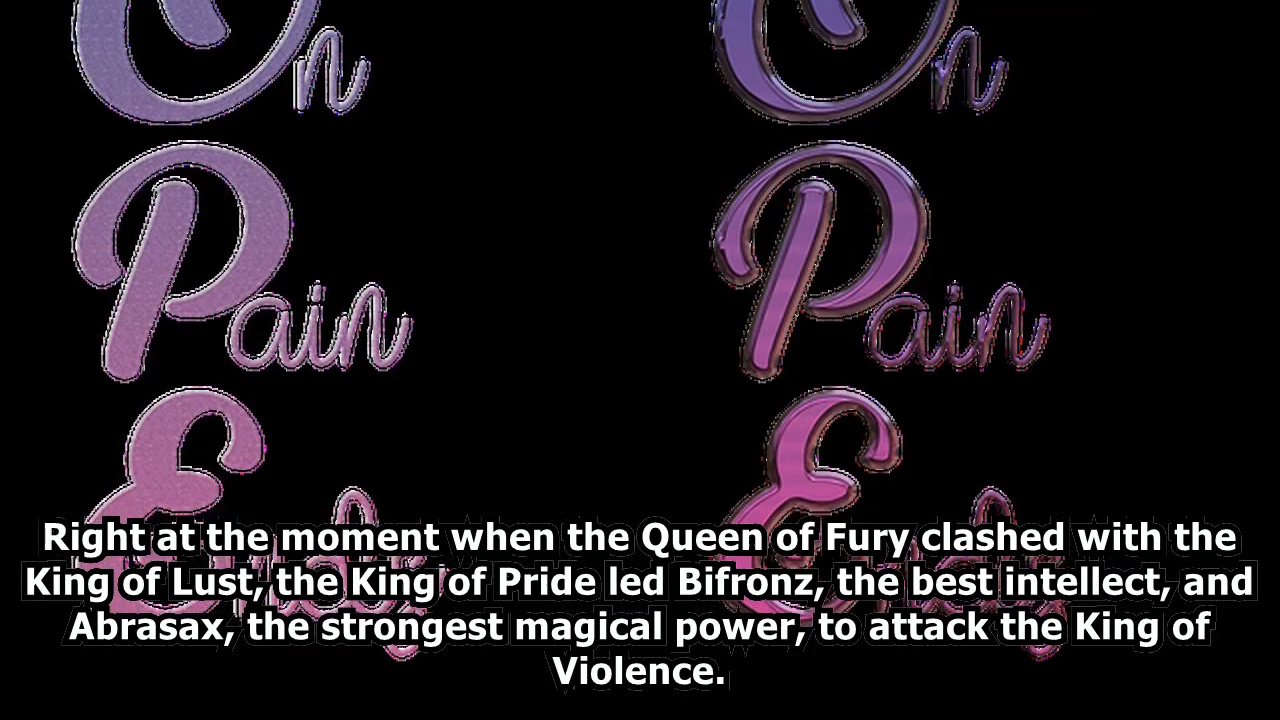 On On
Pain Pain
Ends Ends
Right at the moment when the Queen of Fury clashed with the
King of Lust, the King of Pride led Bifronz, the best intellect, and
Abrasax, the strongest magical power, to attack the King of
Violence.